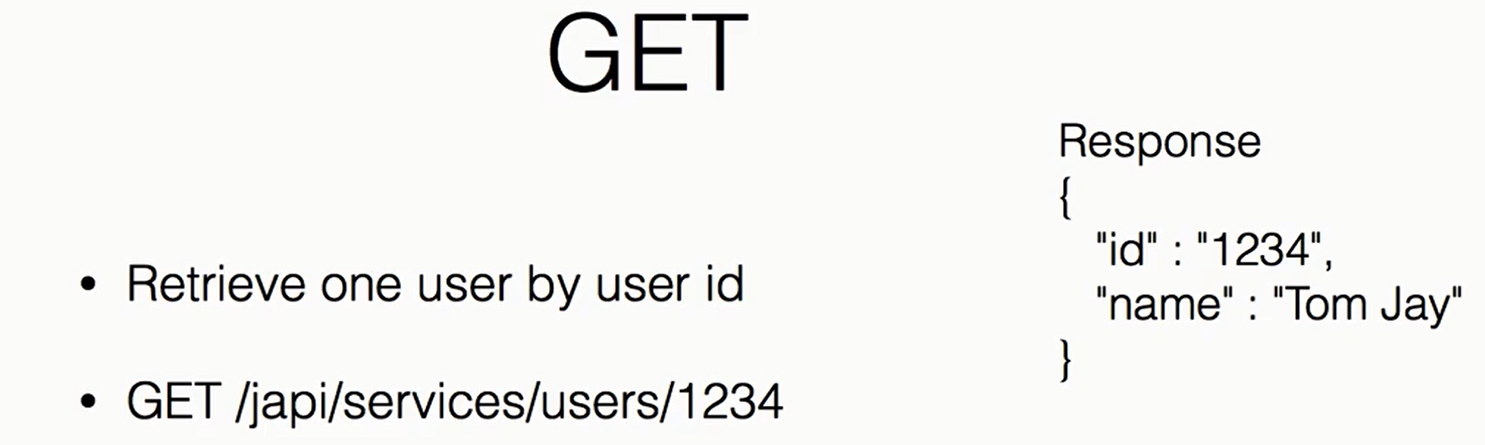 GET
• Retrieve one user by user id
• GET /japi/services/users/1234
Response
{
"id" : "1234",
"name" : "Tom Jay"
}